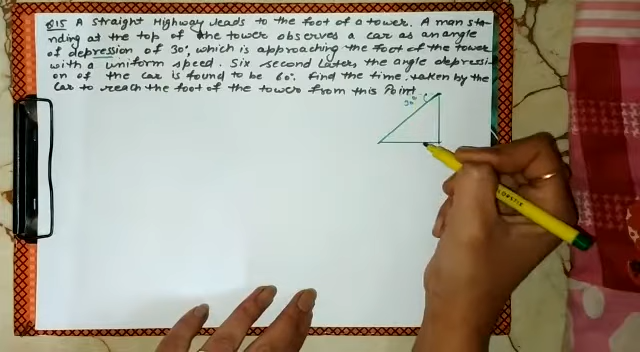 Q15 A Straight Highway leads to the foot of a tower. A man sta-
nding at the top of the tower observes a car as an angle
of depression of 30°, which is approaching the foot of the tower
with a uniform speed. Six second later, the angle depressi-
on of the car is found to be 60°. Find the time taken by the
car to reach the foot of the tower from this point
30°